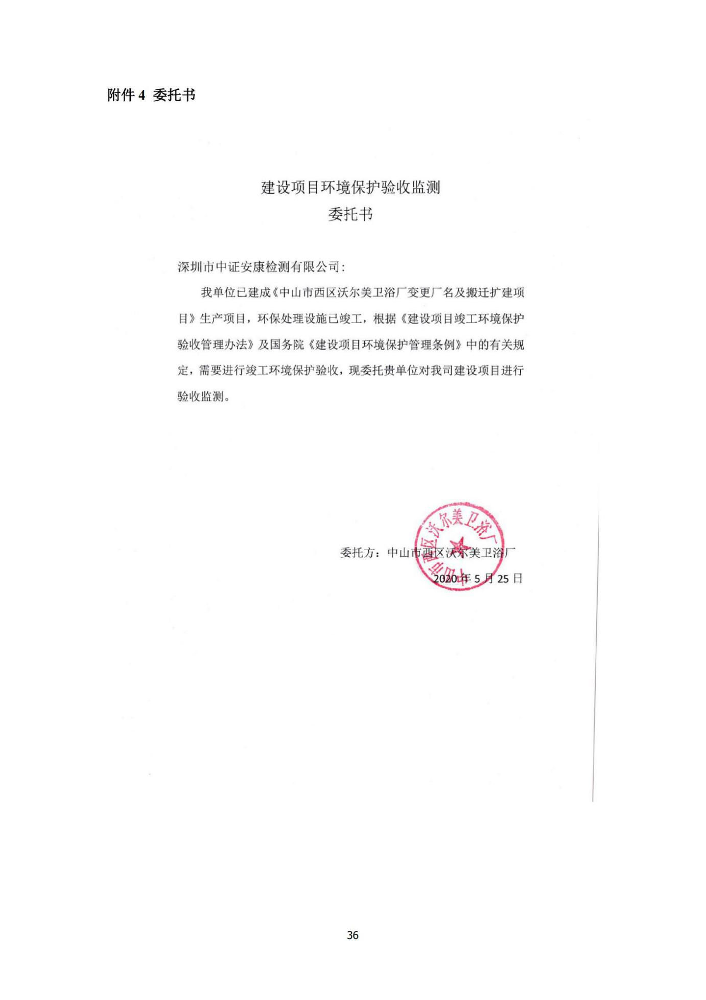 附件 4 委托书
建设项目环境保护验收监测
委托书
深圳市中证安康检测有限公司:
我单位已建成《中山市西区沃尔美卫浴厂变更厂名及搬迁扩建项
目》生产项目，环保处理设施已竣工，根据《建设项目竣工环境保护
验收管理办法》及国务院《建设项目环境保护管理条例》中的有关规
定，需要进行竣工环境保护验收，现委托贵单位对我司建设项目进行
验收监测。
中山市西区沃尔美卫浴厂
委托方：中山市西区沃尔美卫浴厂
2020 年 5 月 25 日
36